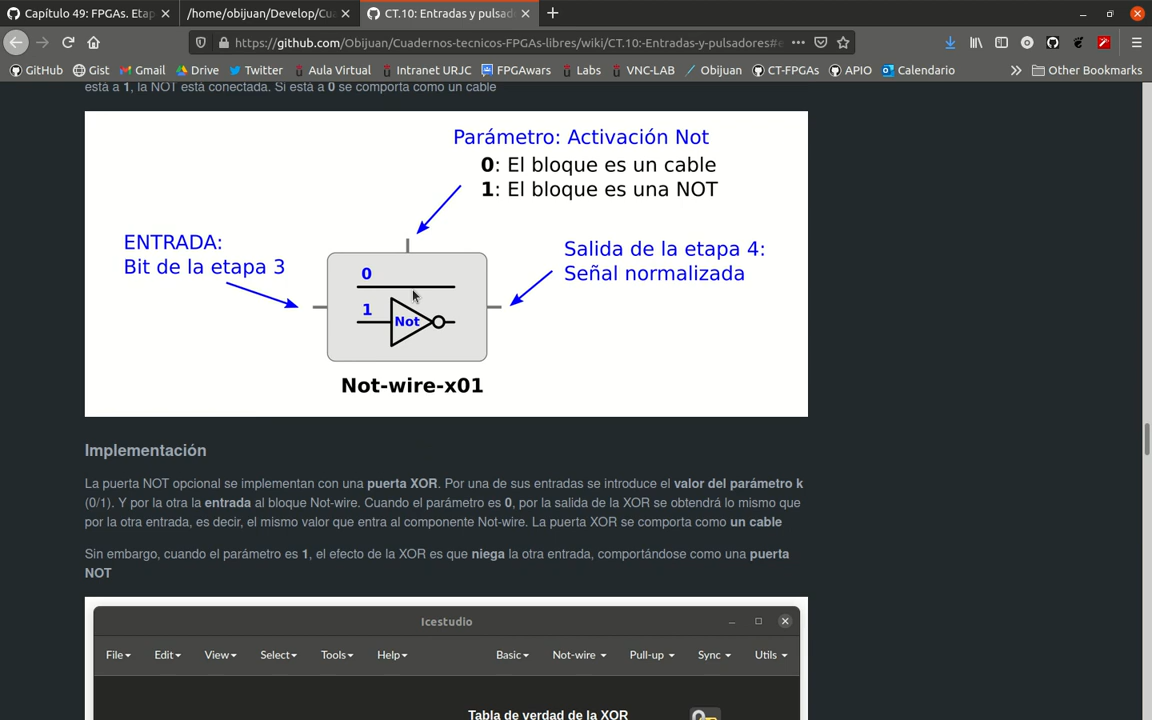 Capítulo 49: FPGAs. Etap
/home/obijuan/Develop/Cua
CT.10: Entradas y pulsad
https://github.com/Obijuan/Cuadernos-tecnicos-FPGAs-libres/wiki/CT.10:-Entradas-y-pulsadores#e
GitHub Gist Gmail Drive Twitter Aula Virtual Intranet URJC FPGAwars Labs VNC-LAB Obijuan CT-FPGAs APIO Calendario Other Bookmarks
está a 1, la NOT está conectada. Si está a 0 se comporta como un cable
Parámetro: Activación Not
0: El bloque es un cable
1: El bloque es una NOT
ENTRADA:
Bit de la etapa 3
Salida de la etapa 4:
Señal normalizada
0
1
Not
Not-wire-x01
Implementación
La puerta NOT opcional se implementan con una puerta XOR. Por una de sus entradas se introduce el valor del parámetro k
(0/1). Y por la otra la entrada al bloque Not-wire. Cuando el parámetro es 0, por la salida de la XOR se obtendrá lo mismo que
por la otra entrada, es decir, el mismo valor que entra al componente Not-wire. La puerta XOR se comporta como un cable
Sin embargo, cuando el parámetro es 1, el efecto de la XOR es que niega la otra entrada, comportándose como una puerta
NOT
Icestudio
File Edit View Select Tools Help Basic Not-wire Pull-up Sync Utils
Tabla de verdad de la XOR